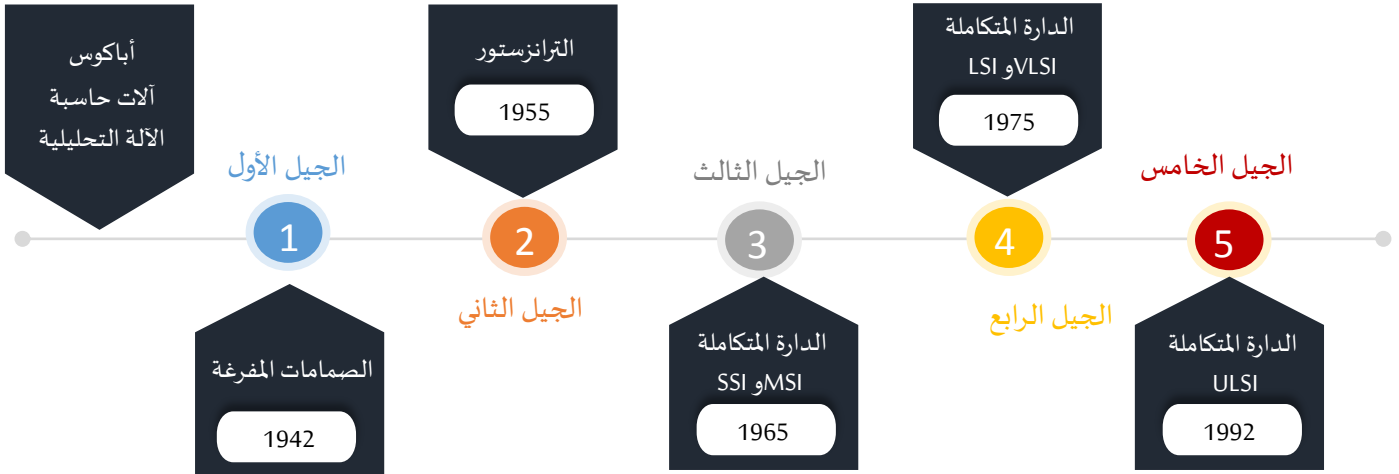 أباكوس
آلات حاسبة
الآلة التحليلية
الجيل الأول
1
الصمامات المفرغة
1942
الترانزستور
1955
2
الجيل الثاني
الجيل الثالث
3
الدارة المتكاملة
SSI وMSI
1965
الدارة المتكاملة
LSI وVLSI
1975
4
الجيل الرابع
الجيل الخامس
5
الدارة المتكاملة
ULSI
1992